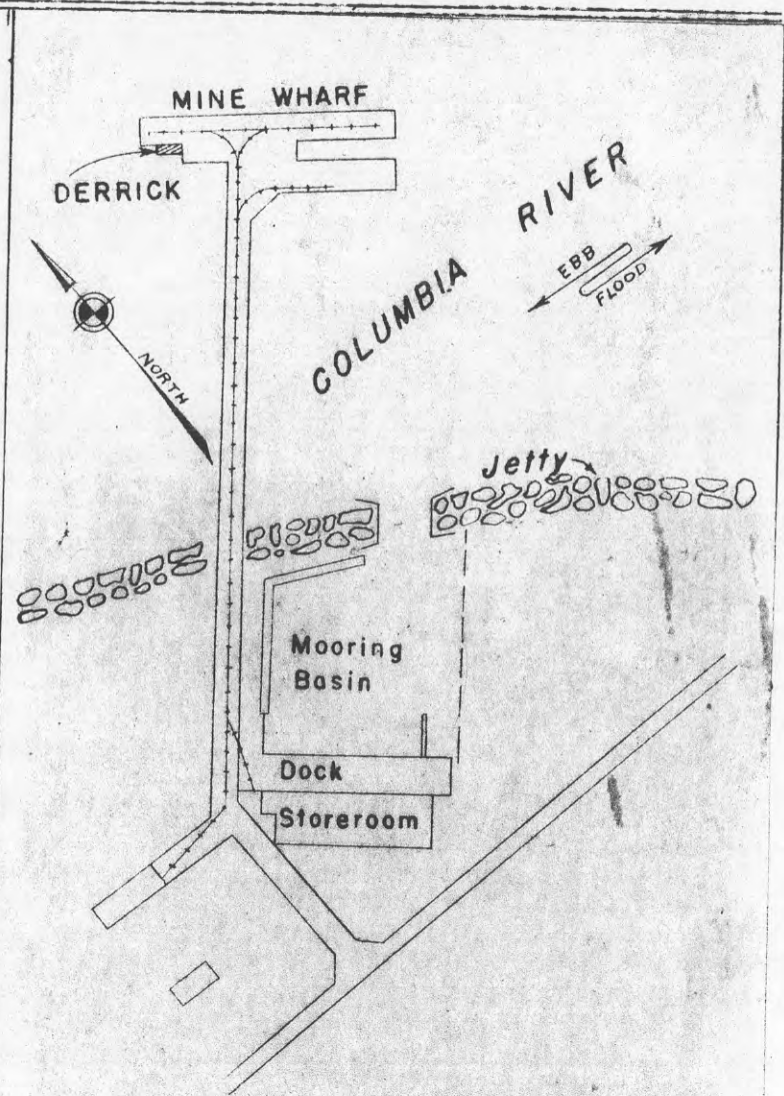 MINE WHARF
DERRICK
COLUMBIA RIVER
EBB
FLOOD
NORTH
Jetty
Mooring
Basin
Dock
Storeroom